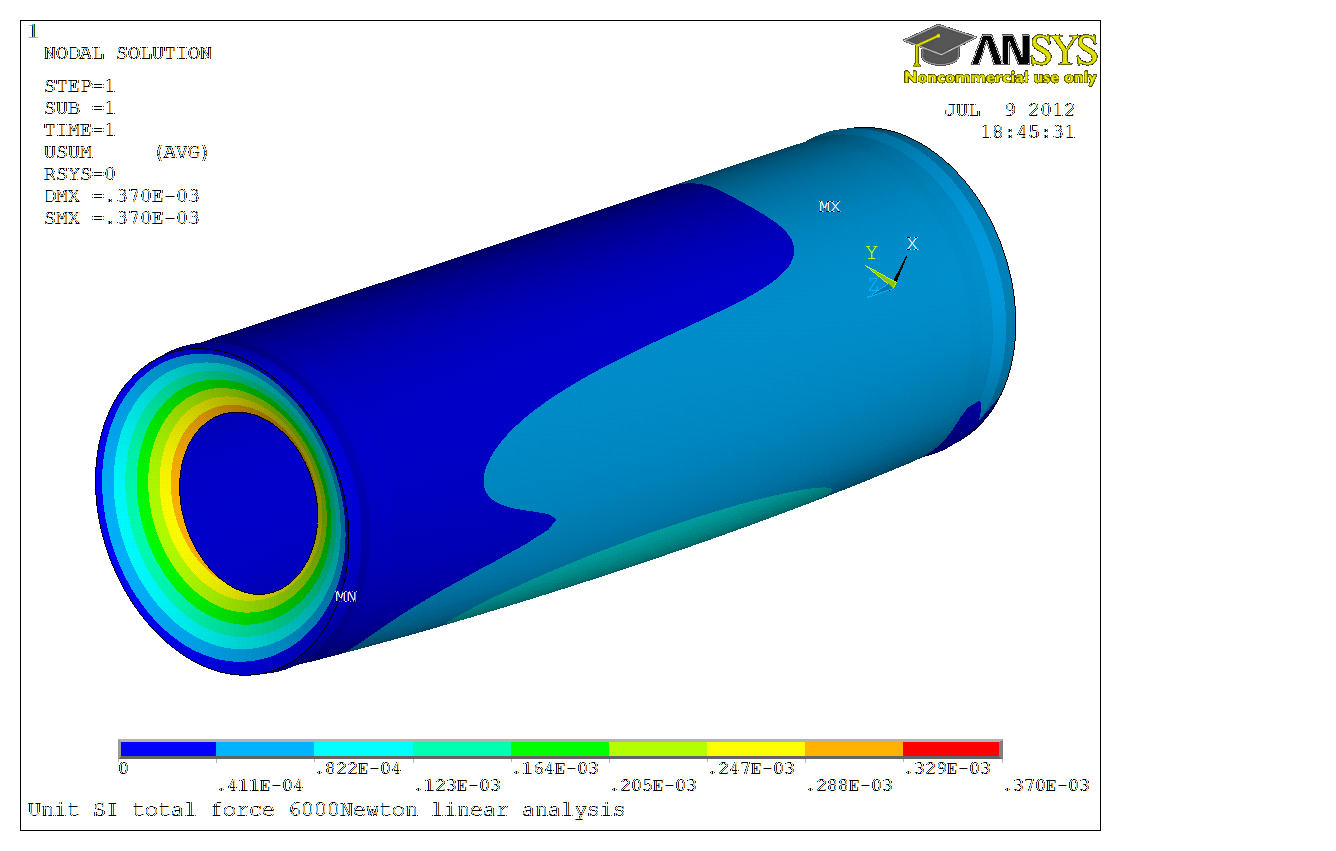 1
NODAL SOLUTION
STEP=1
SUB =1
TIME=1
USUM (AVG)
RSYS=0
DMX =.370E-03
SMX =.370E-03
ANSYS
Noncommercial use only
JUL 9 2012
18:45:31
MX
X
Y
Z
MN
0
.411E-04
.822E-04
.123E-03
.164E-03
.205E-03
.247E-03
.288E-03
.329E-03
.370E-03
Unit SI total force 6000Newton linear analysis